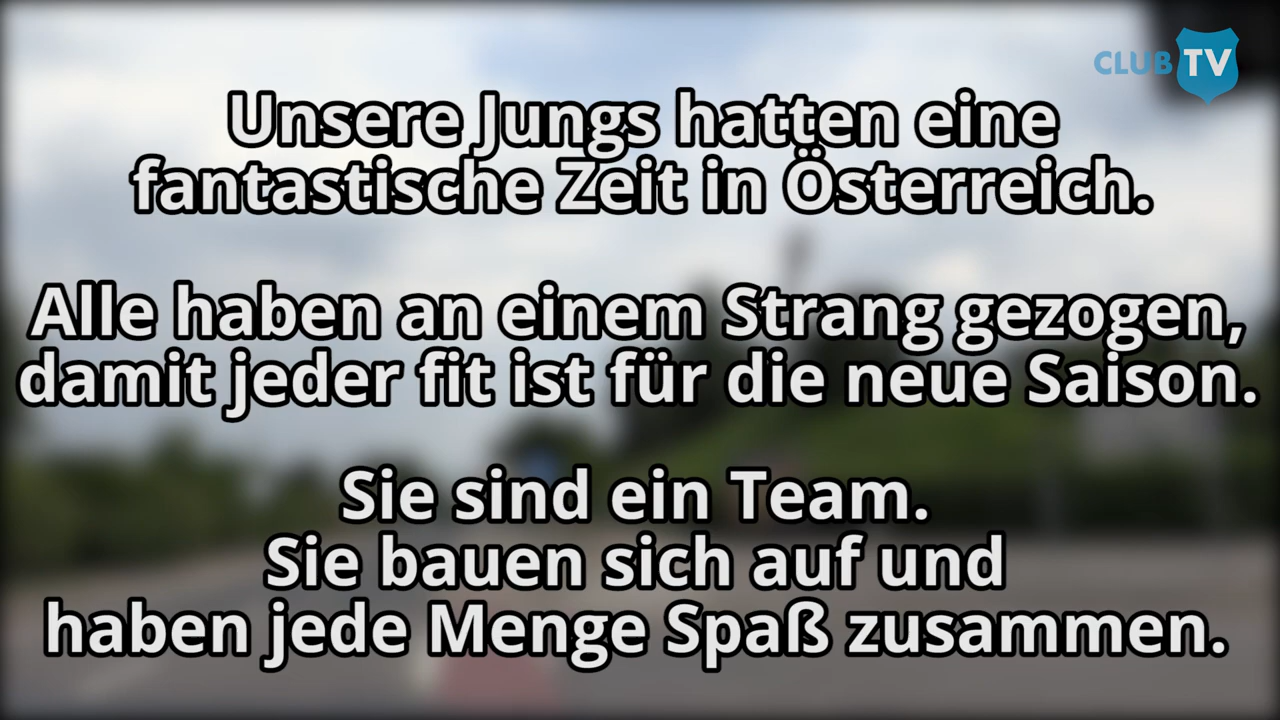 CLUB TV
Unsere Jungs hatten eine
fantastische Zeit in Österreich.
Alle haben an einem Strang gezogen,
damit jeder fit ist für die neue Saison.
Sie sind ein Team.
Sie bauen sich auf und
haben jede Menge Spaß zusammen.